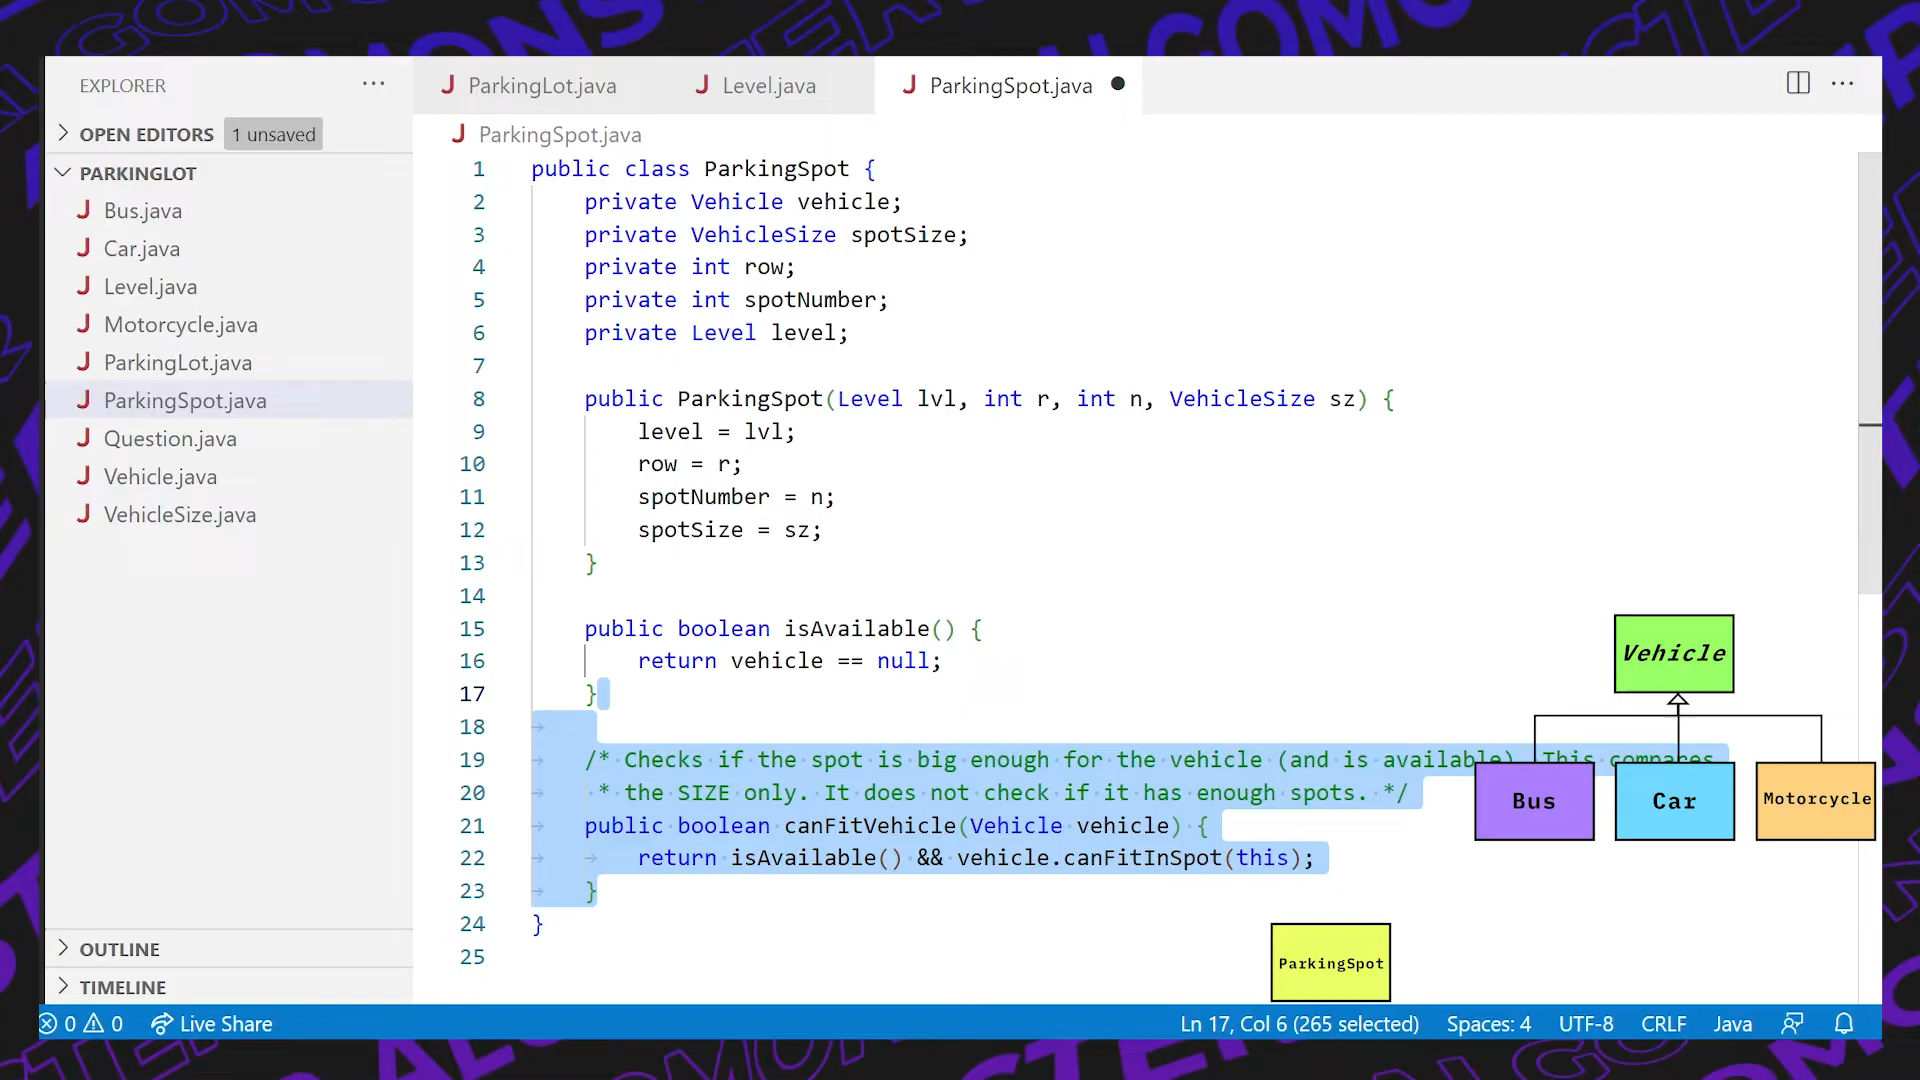 EXPLORER
OPEN EDITORS 1 unsaved
PARKINGLOT
Bus.java
Car.java
Level.java
Motorcycle.java
ParkingLot.java
ParkingSpot.java
Question.java
Vehicle.java
VehicleSize.java
OUTLINE
TIMELINE
ParkingLot.java Level.java ParkingSpot.java
ParkingSpot.java
1 public class ParkingSpot {
2 private Vehicle vehicle;
3 private VehicleSize spotSize;
4 private int row;
5 private int spotNumber;
6 private Level level;
7
8 public ParkingSpot(Level lvl, int r, int n, VehicleSize sz) {
9 level = lvl;
10 row = r;
11 spotNumber = n;
12 spotSize = sz;
13 }
14
15 public boolean isAvailable() {
16 return vehicle == null;
17 }
18
19 /* Checks if the spot is big enough for the vehicle (and is available). This compares
20 * the SIZE only. It does not check if it has enough spots. */
21 public boolean canFitVehicle(Vehicle vehicle) {
22 return isAvailable() && vehicle.canFitInSpot(this);
23 }
24 }
25
Vehicle
Bus
Car
Motorcycle
ParkingSpot
0 0 Live Share Ln 17, Col 6 (265 selected) Spaces: 4 UTF-8 CRLF Java